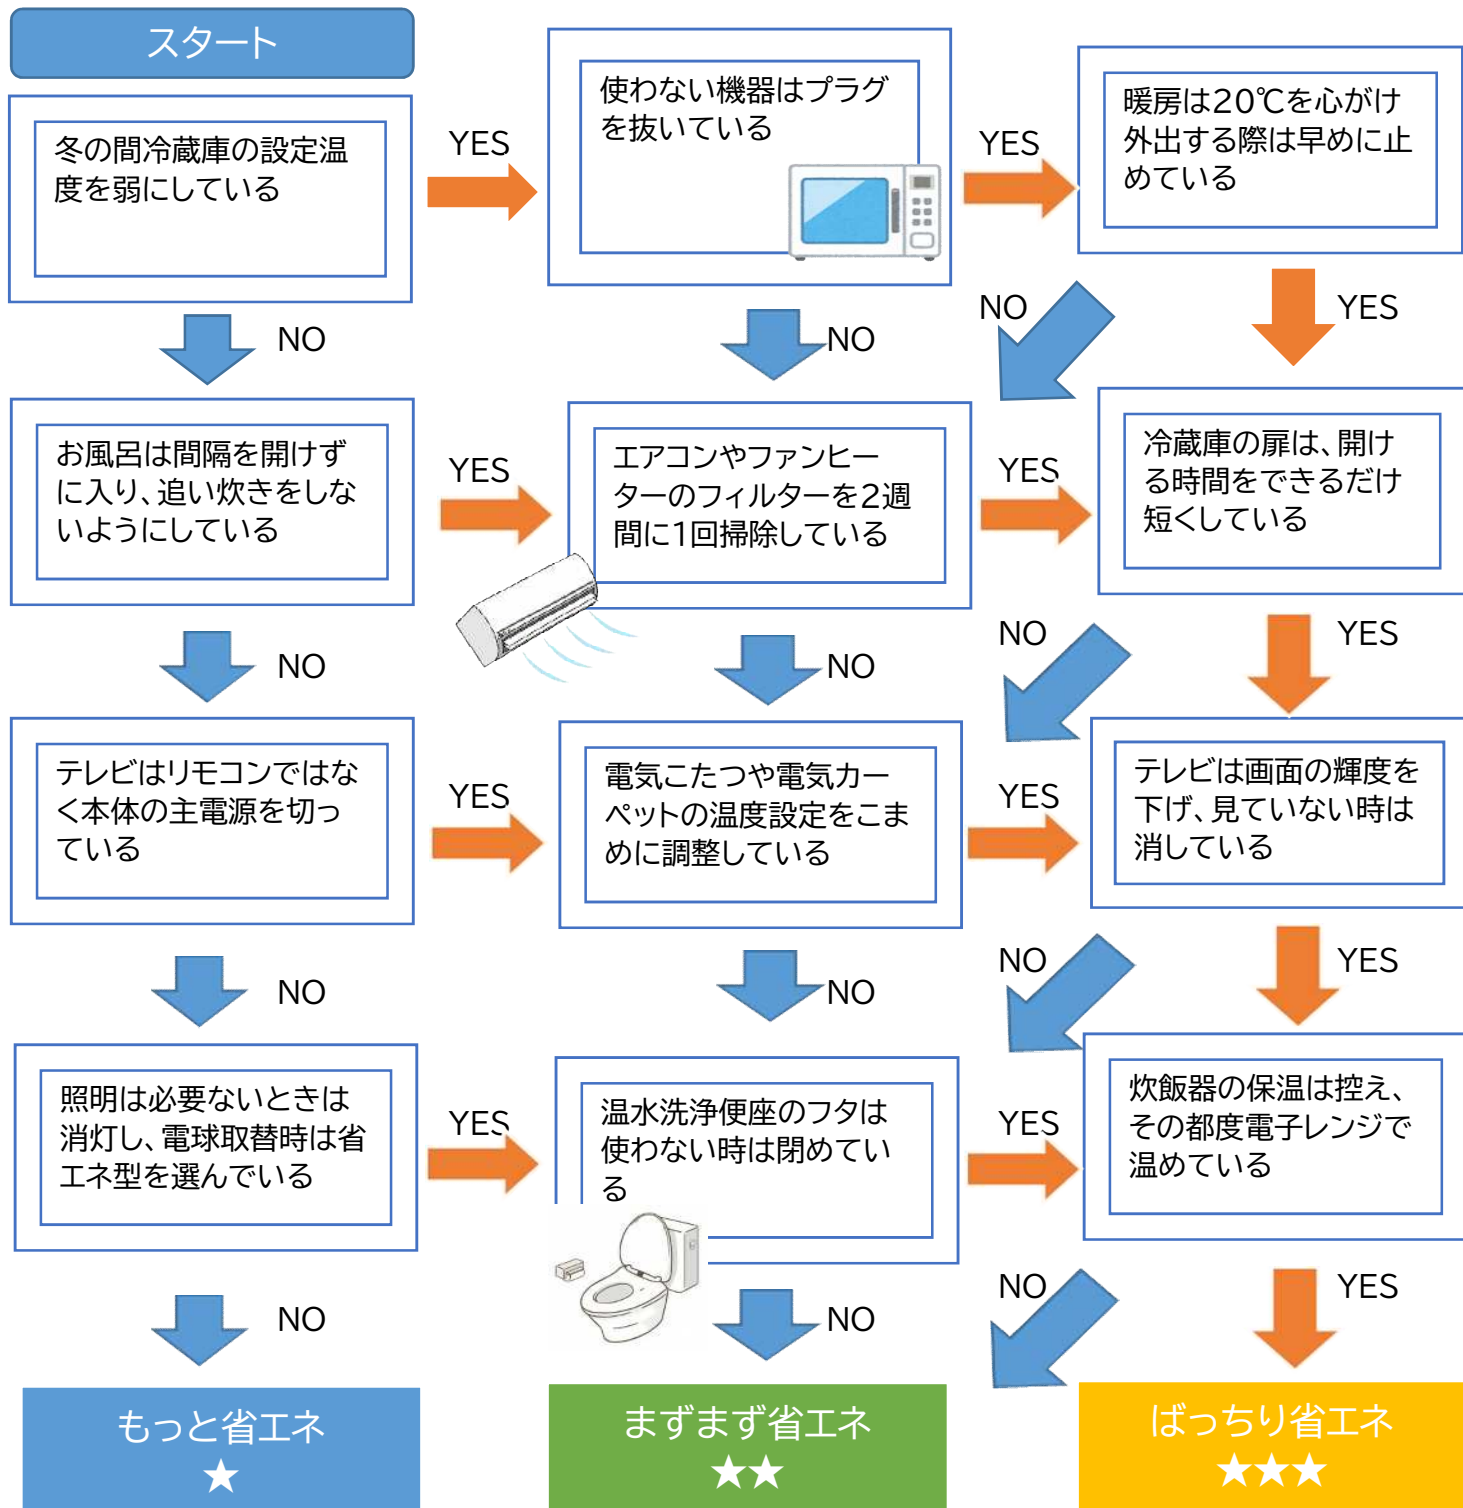 スタート
冬の間冷蔵庫の設定温
度を弱にしている
YES
使わない機器はプラグ
を抜いている
YES
暖房は20℃を心がけ
外出する際は早めに止
めている
NO
NO
NO
YES
お風呂は間隔を開けず
に入り、追い炊きをしな
いようにしている
YES
エアコンやファンヒー
ターのフィルターを2週
間に1回掃除している
YES
冷蔵庫の扉は、開け
る時間をできるだけ
短くしている
NO
NO
NO
YES
テレビはリモコンではな
く本体の主電源を切っ
ている
YES
電気こたつや電気カー
ペットの温度設定をこま
めに調整している
YES
テレビは画面の輝度を
下げ、見ていない時は
消している
NO
NO
NO
YES
照明は必要ないときは
消灯し、電球取替時は省
エネ型を選んでいる
YES
温水洗浄便座のフタは
使わない時は閉めてい
る
YES
炊飯器の保温は控え、
その都度電子レンジで
温めている
NO
NO
NO
YES
もっと省エネ
★
まずまず省エネ
★★
ばっちり省エネ
★★★